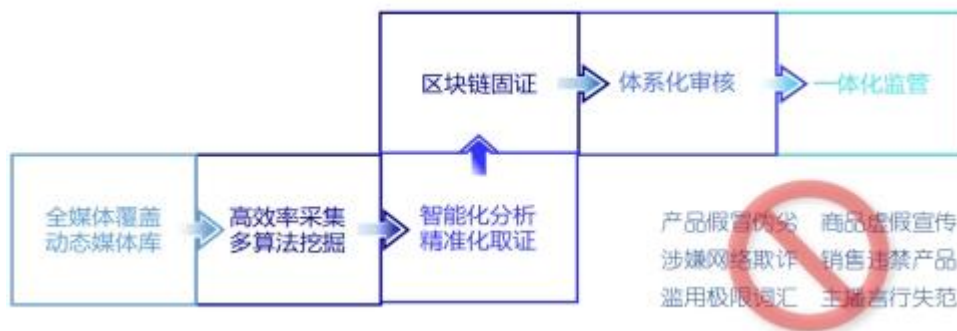 全媒体覆盖
动态媒体库
高效率采集
多算法挖掘
智能化分析
精准化取证
区块链固证
体系化审核
一体化监管
产品假冒伪劣 商品虚假宣传
涉嫌网络欺诈 销售违禁产品
滥用极限词汇 主播言行失范